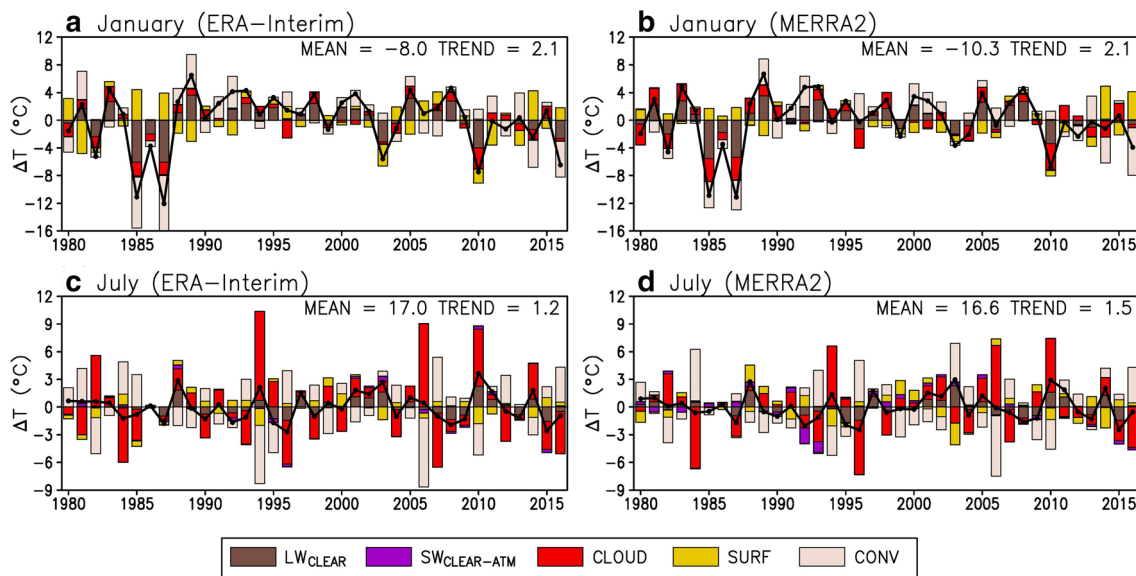 a January (ERA−Interim)
MEAN = −8.0 TREND = 2.1
ΔT (°C)
12
8
4
0
-4
-8
-12
-16
1980 1985 1990 1995 2000 2005 2010 2015
b January (MERRA2)
MEAN = −10.3 TREND = 2.1
ΔT (°C)
12
8
4
0
-4
-8
-12
-16
1980 1985 1990 1995 2000 2005 2010 2015
c July (ERA−Interim)
MEAN = 17.0 TREND = 1.2
ΔT (°C)
12
9
6
3
0
-3
-6
-9
1980 1985 1990 1995 2000 2005 2010 2015
d July (MERRA2)
MEAN = 16.6 TREND = 1.5
ΔT (°C)
12
9
6
3
0
-3
-6
-9
1980 1985 1990 1995 2000 2005 2010 2015
LWCLEAR SWCLEAR−ATM CLOUD SURF CONV